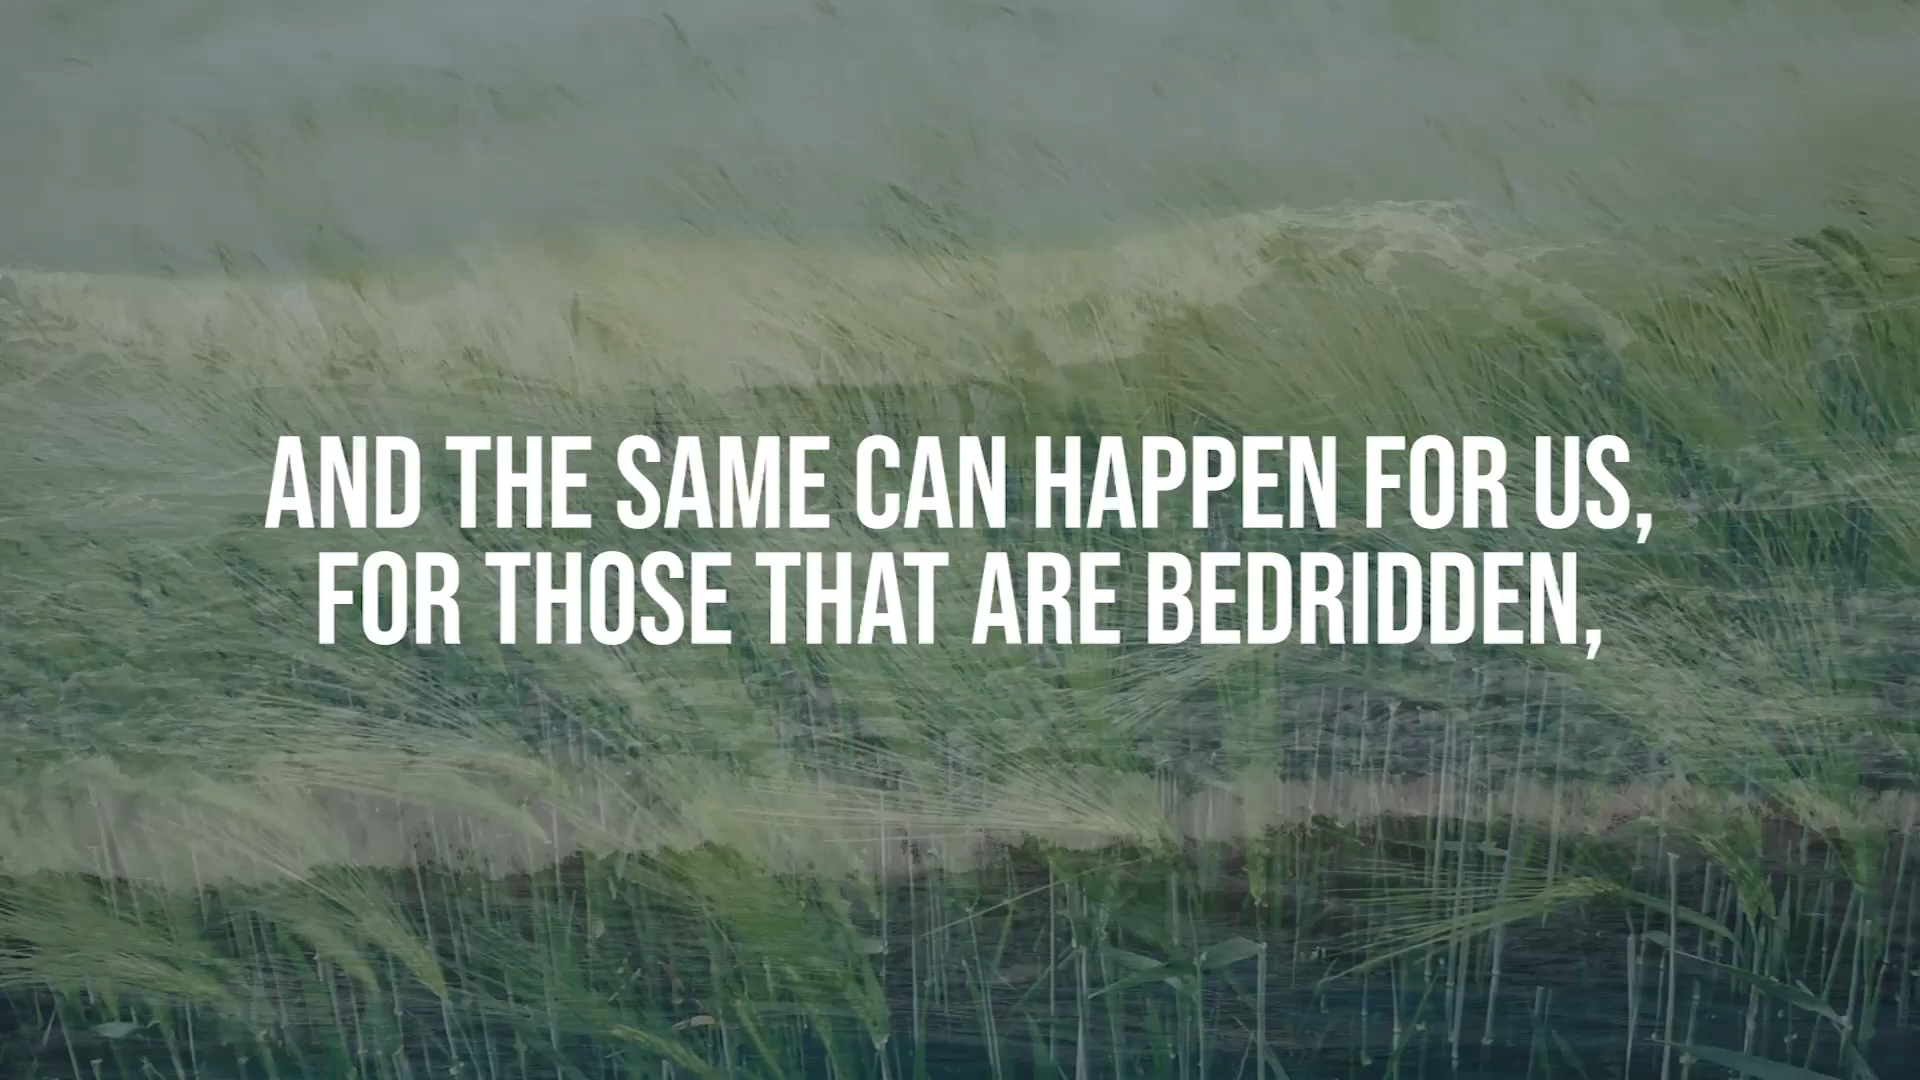 AND THE SAME CAN HAPPEN FOR US,
FOR THOSE THAT ARE BEDRIDDEN,